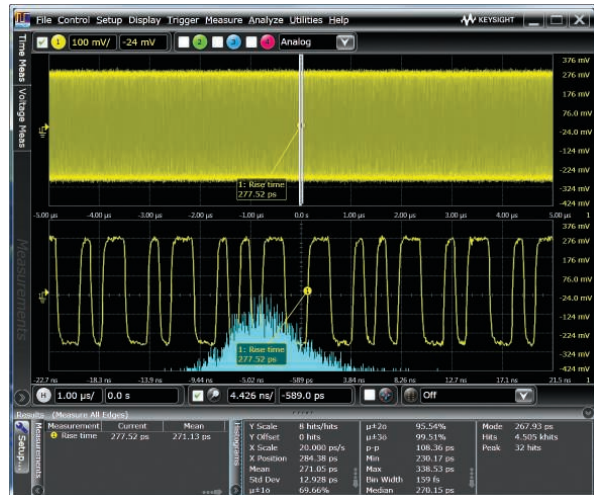 File Control Setup Display Trigger Measure Analyze Utilities Help KEYSIGHT
1 100 mV/ -24 mV 2 3 4 Analog
Time Meas
Voltage Meas
Measurements
376 mV
276 mV
176 mV
76.0 mV
-24.0 mV
-124 mV
-224 mV
-324 mV
-424 mV
1: Rise time
277.52 ps
-5.00 µs -4.00 µs -3.00 µs -2.00 µs -1.00 µs 0.0 s 1.00 µs 2.00 µs 3.00 µs 4.00 µs 5.00 µs 1
376 mV
276 mV
176 mV
76.0 mV
-24.0 mV
-124 mV
-224 mV
-324 mV
-424 mV
1
1: Rise time
277.52 ps
-22.7 ns -18.3 ns -13.9 ns -9.44 ns -5.02 ns -589 ps 3.84 ns 8.26 ns 12.7 ns 17.1 ns 21.5 ns 1
H 1.00 µs/ 0.0 s 4.426 ns/ -589.0 ps Off
Results (Measure All Edges)
Setup...
Measurements
Measurement Current Mean
Rise time 277.52 ps 271.13 ps
Histograms
Y Scale 8 hits/hits µ±2σ 95.54% Mode 267.93 ps
Y Offset 0 hits µ±3σ 99.51% Hits 4.505 khits
X Scale 20.000 ps/s p-p 108.36 ps Peak 32 hits
X Position 284.38 ps Min 230.17 ps
Mean 271.05 ps Max 338.53 ps
Std Dev 12.928 ps Bin Width 159 fs
µ±1σ 69.66% Median 270.15 ps